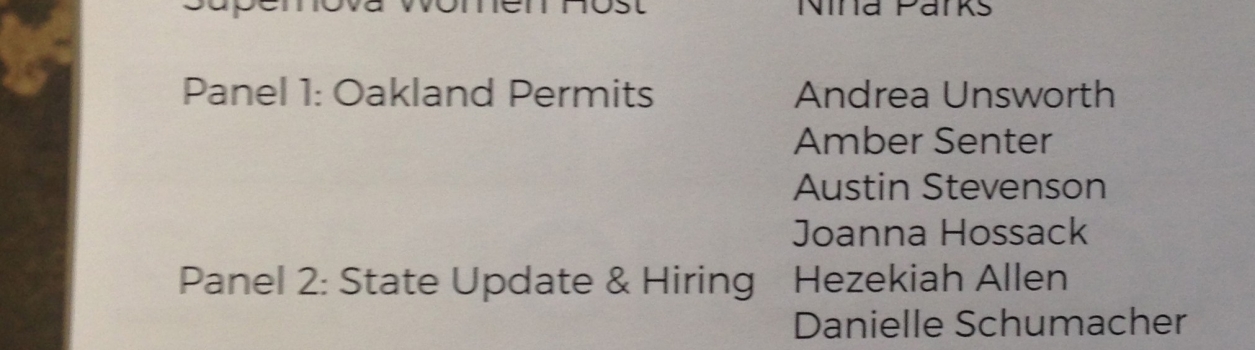 Supernova Women Host Nina Parks
Panel 1: Oakland Permits Andrea Unsworth
Amber Senter
Austin Stevenson
Joanna Hossack
Panel 2: State Update & Hiring Hezekiah Allen
Danielle Schumacher